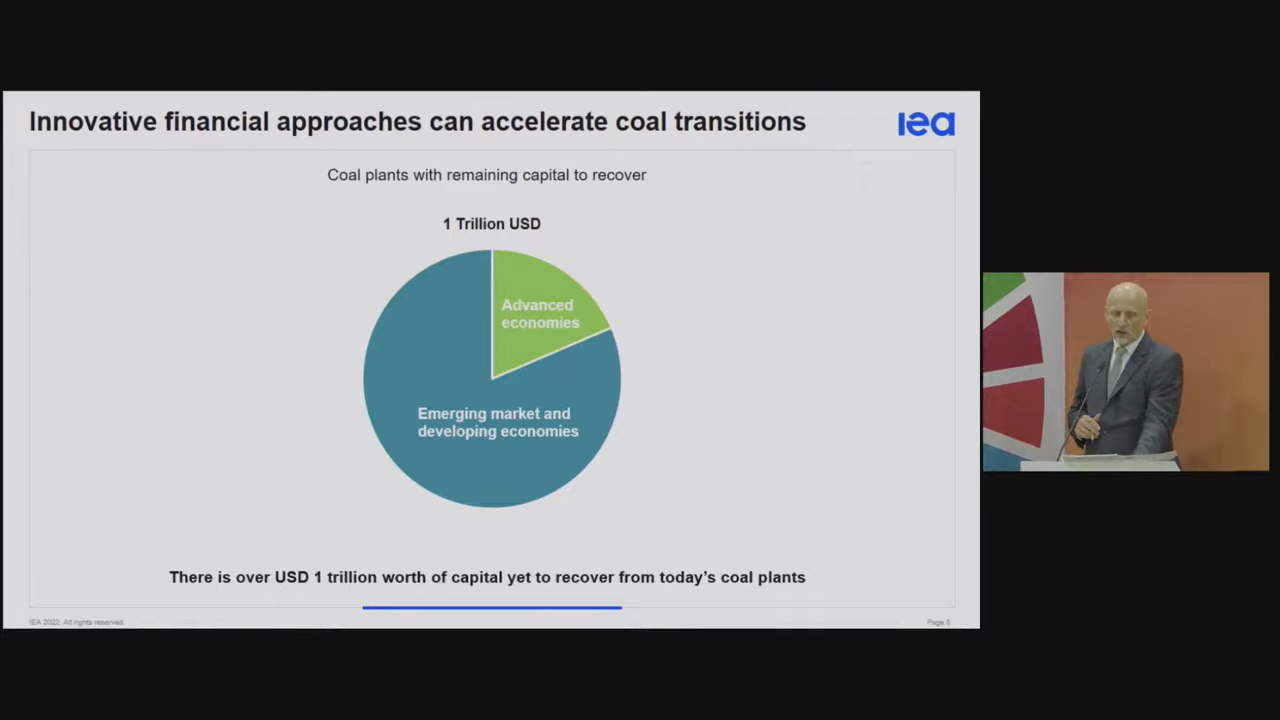 Innovative financial approaches can accelerate coal transitions
iea
Coal plants with remaining capital to recover
1 Trillion USD
Advanced
economies
Emerging market and
developing economies
There is over USD 1 trillion worth of capital yet to recover from today's coal plants
IEA 2022. All rights reserved.
Page 8